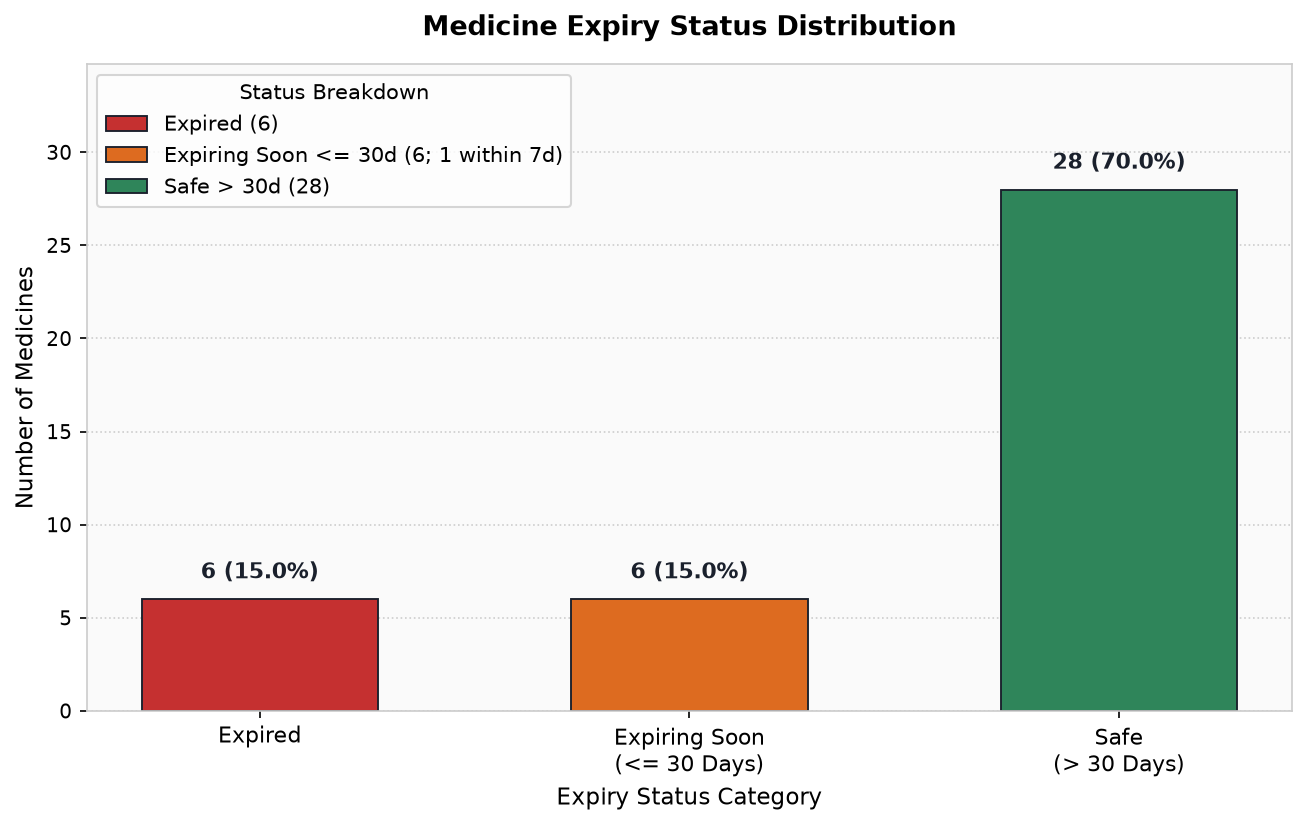 Medicine Expiry Status Distribution
Status Breakdown
Expired (6)
Expiring Soon <= 30d (6; 1 within 7d)
Safe > 30d (28)
Number of Medicines
30
25
20
15
10
5
0
6 (15.0%)
6 (15.0%)
28 (70.0%)
Expired
Expiring Soon
(<= 30 Days)
Safe
(> 30 Days)
Expiry Status Category